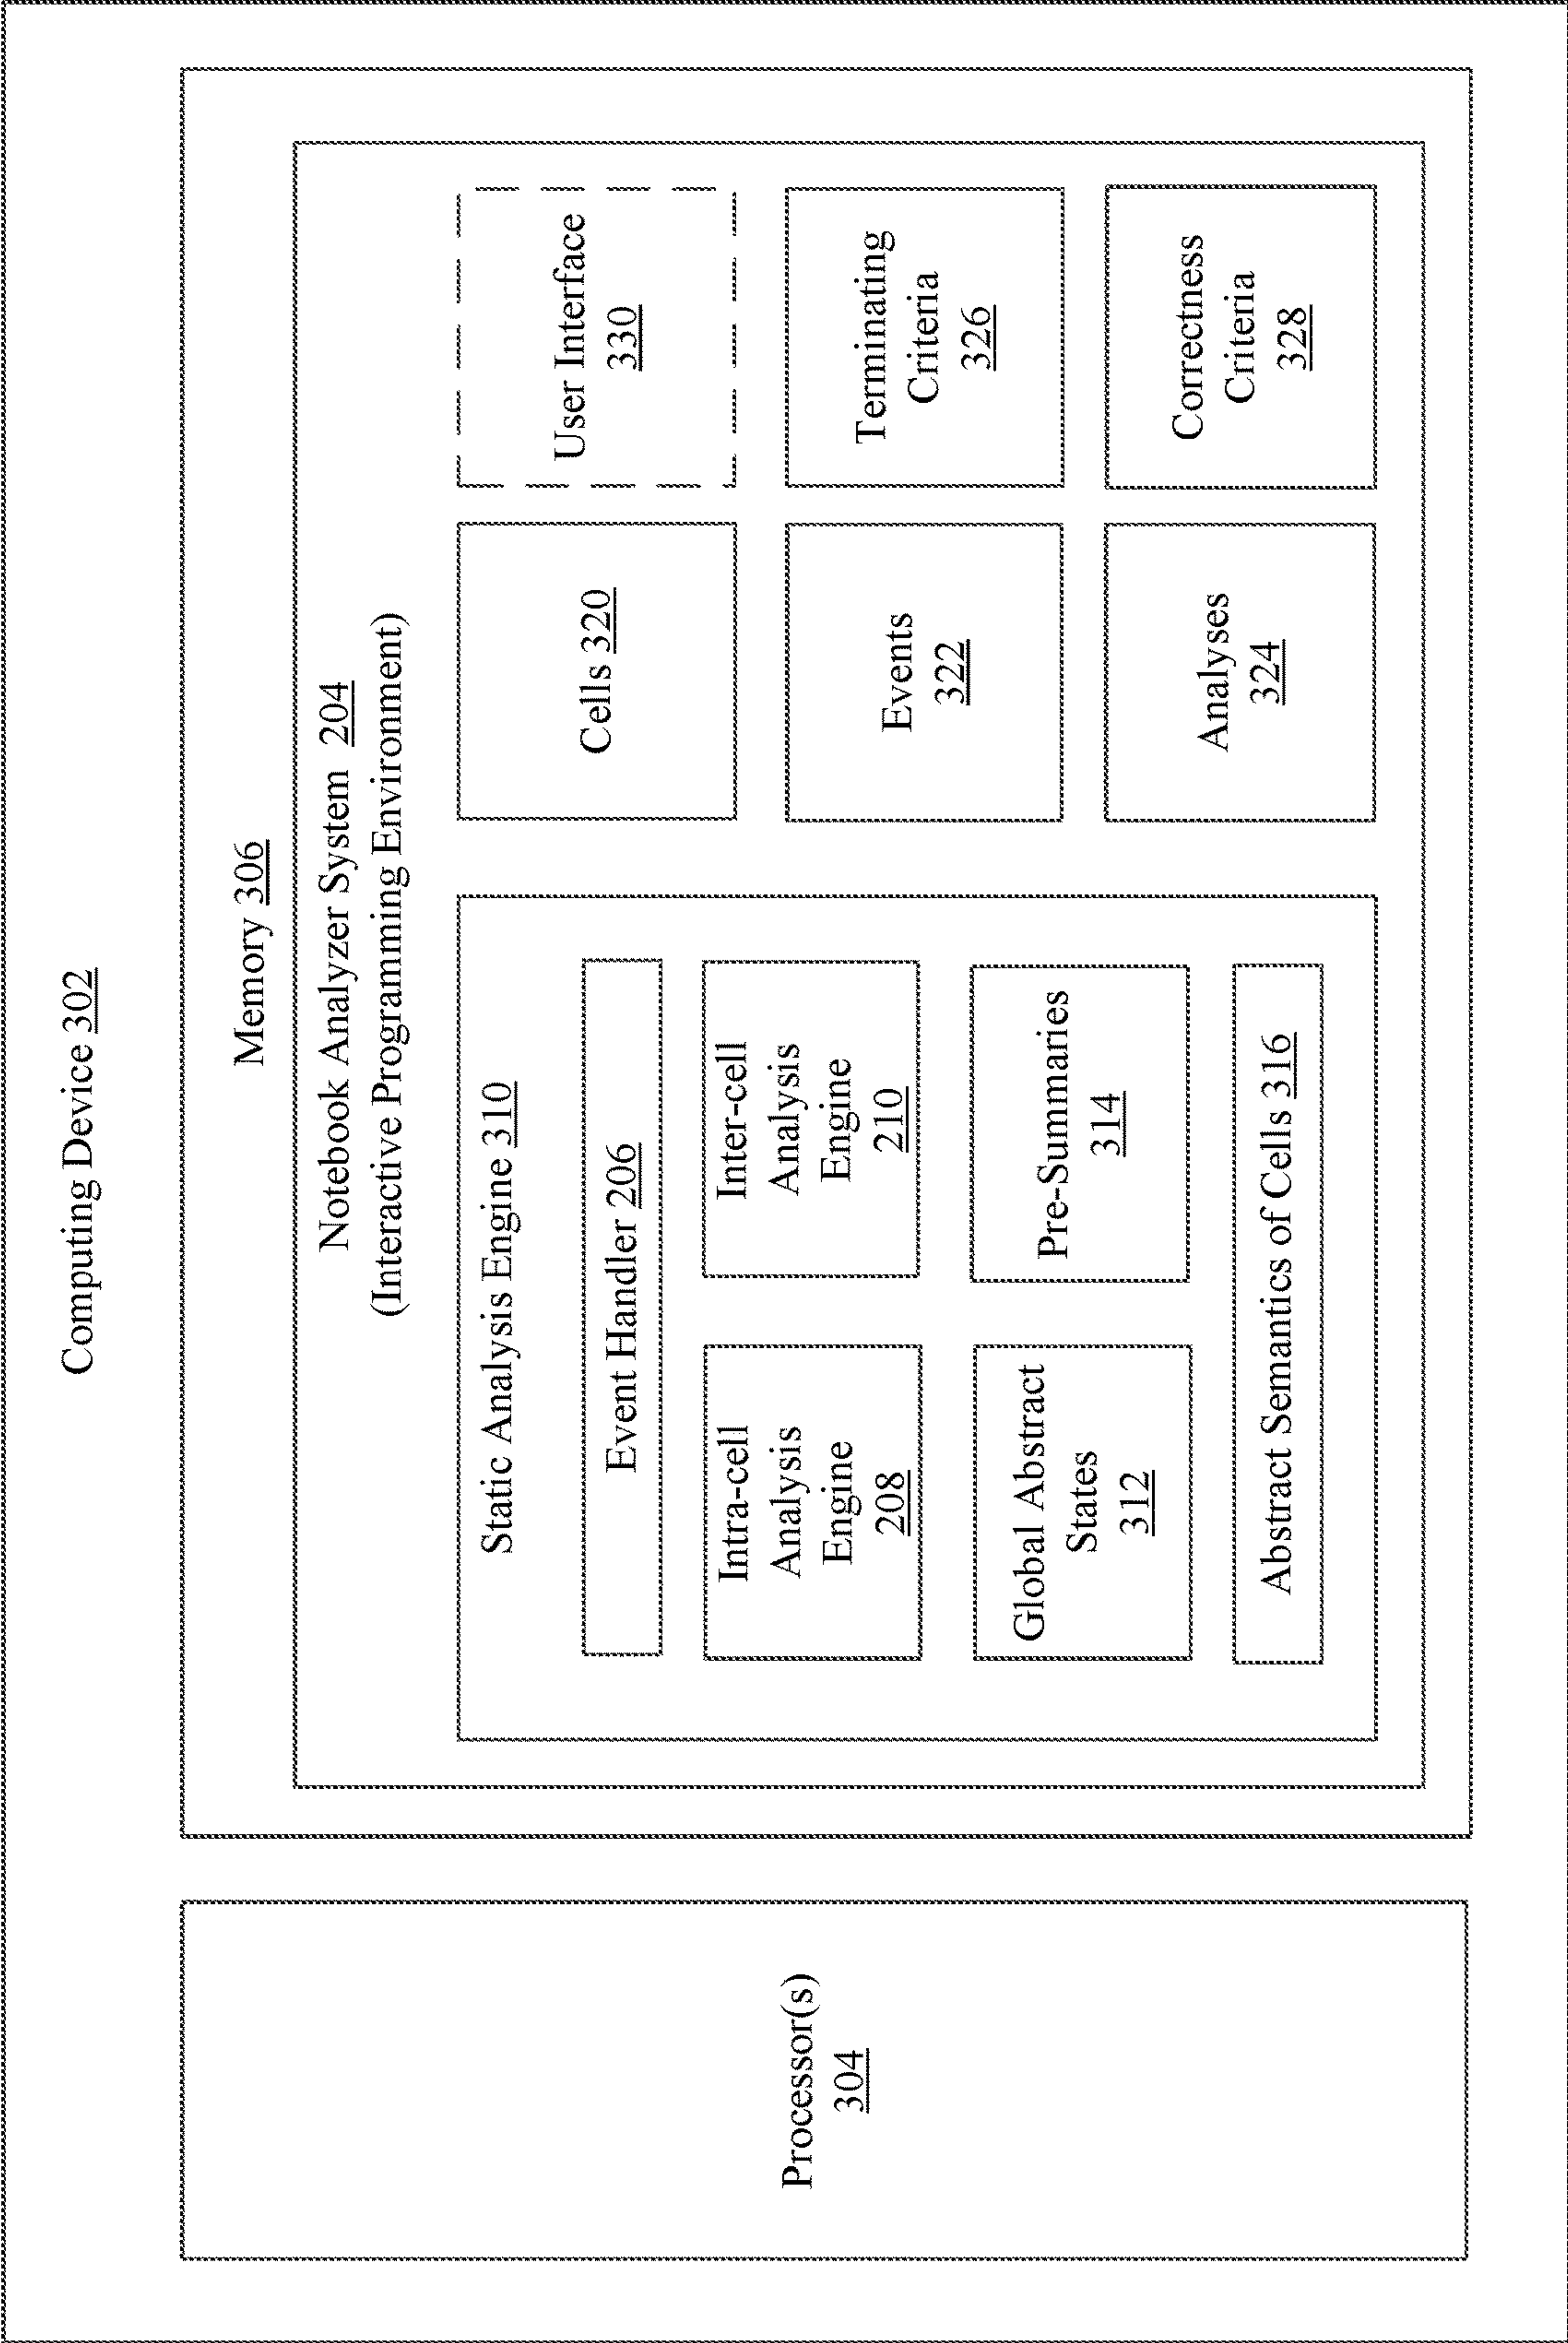 Computing Device 302
Processor(s)
304
Memory 306
Notebook Analyzer System 204
(Interactive Programming Environment)
Static Analysis Engine 310
Event Handler 206
Intra-cell
Analysis
Engine
208
Inter-cell
Analysis
Engine
210
Global Abstract
States
312
Pre-Summaries
314
Abstract Semantics of Cells 316
Cells 320
User Interface
330
Events
322
Terminating
Criteria
326
Analyses
324
Correctness
Criteria
328